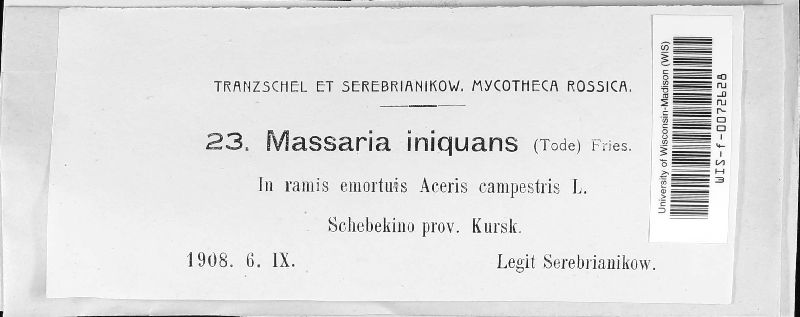 TRANZSCHEL ET SEREBRIANIKOW. MYCOTHECA ROSSICA.
23. Massaria iniquans (Tode) Fries.
In ramis emortuis Aceris campestris L.
Schebekino prov. Kursk.
1908. 6. IX. Legit Serebrianikow.
University of Wisconsin-Madison (WIS)
WIS-f-0072628